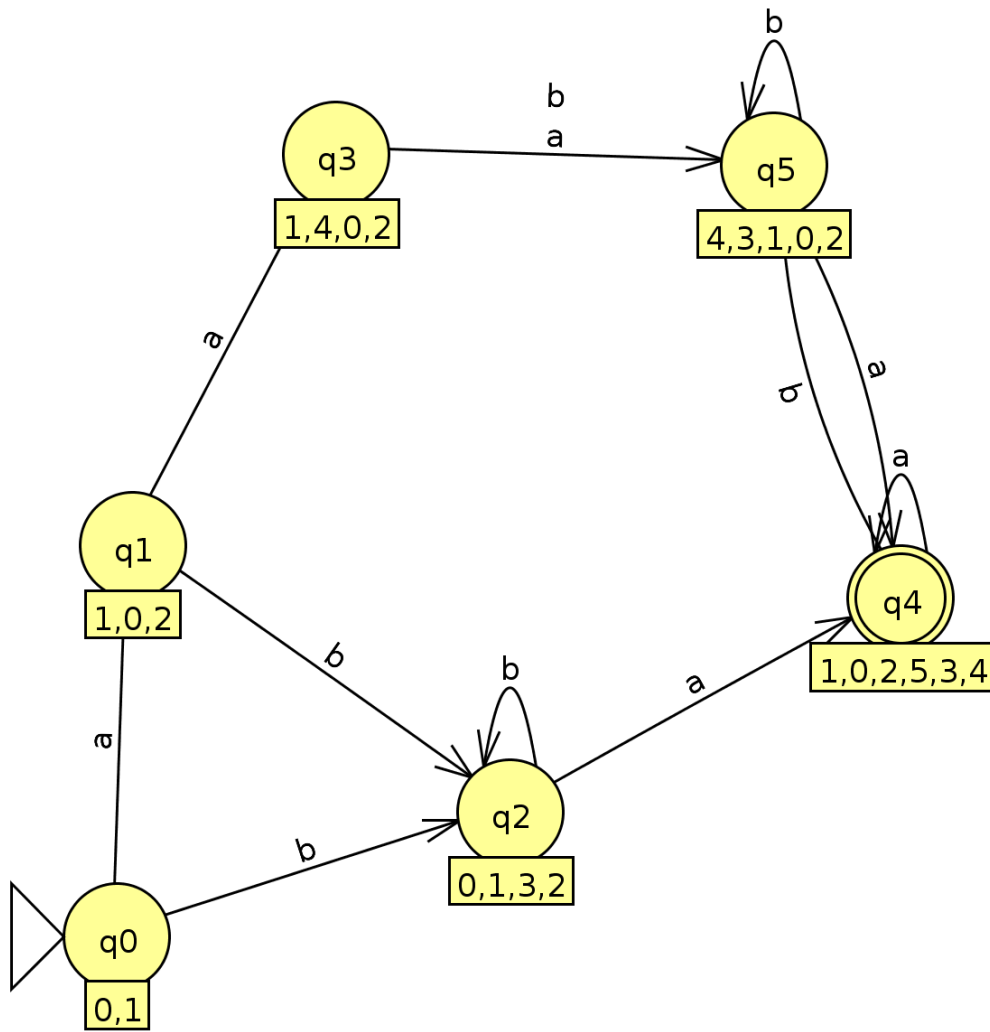 b
b
a
q3
q5
1,4,0,2
4,3,1,0,2
a
b
a
a
q1
q4
1,0,2
b
b
a
1,0,2,5,3,4
a
q2
b
0,1,3,2
q0
0,1